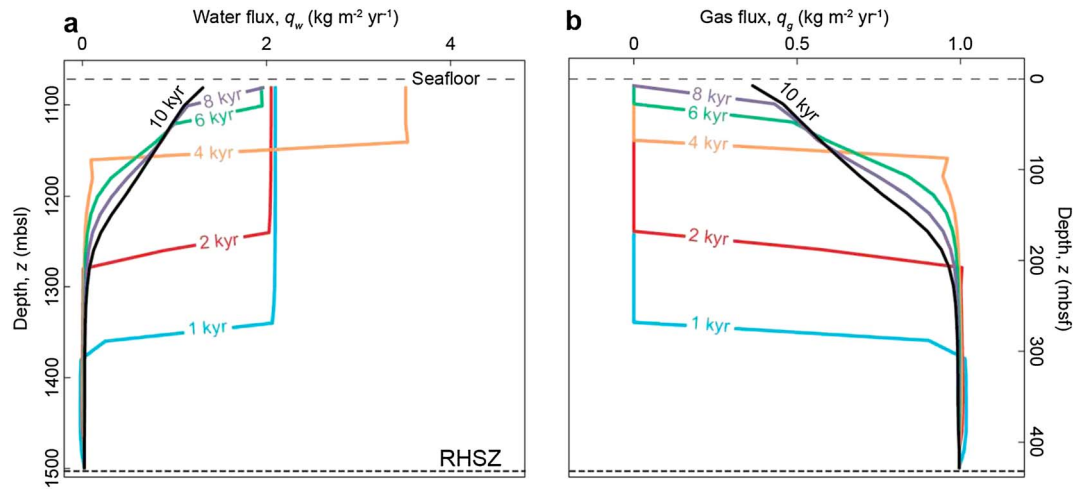 a
Water flux, q_w (kg m⁻² yr⁻¹)
0 2 4
Seafloor
10 kyr
8 kyr
6 kyr
4 kyr
2 kyr
1 kyr
RHSZ
Depth, z (mbsl)
1100
1200
1300
1400
1500
b
Gas flux, q_g (kg m⁻² yr⁻¹)
0 0.5 1.0
10 kyr
8 kyr
6 kyr
4 kyr
2 kyr
1 kyr
0
100
200
300
400
Depth, z (mbsf)